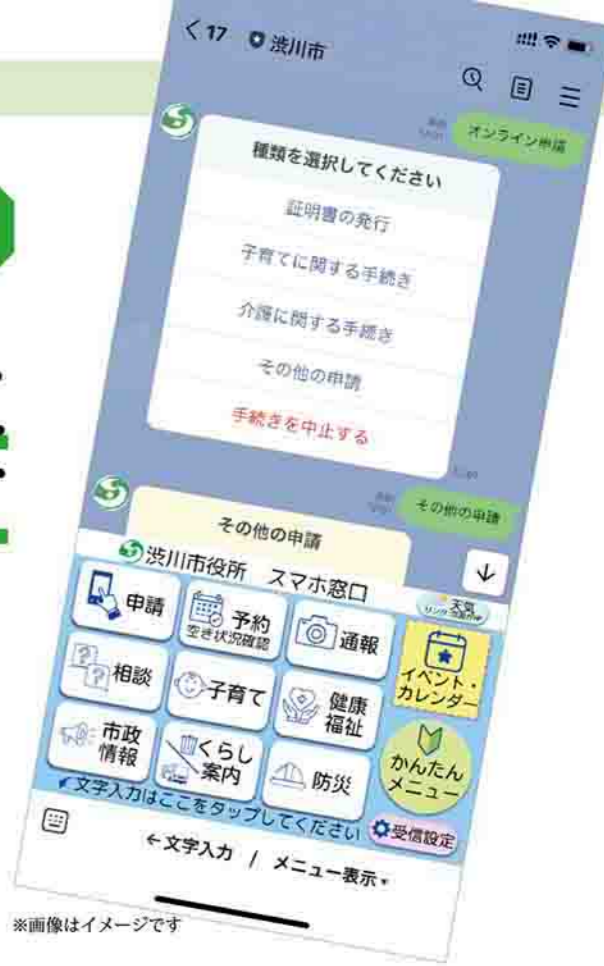 17 渋川市
オンライン申請
種類を選択してください
証明書の発行
子育てに関する手続き
介護に関する手続き
その他の申請
手続きを中止する
その他の申請
その他の申請
渋川市役所 スマホ窓口
天気
申請
予約
空き状況確認
通報
イベント・
カレンダー
相談
子育て
健康
福祉
かんたん
メニュー
市政
情報
くらし
案内
防災
文字入力はここをタップしてください
受信設定
←文字入力 / メニュー表示▾
※画像はイメージです